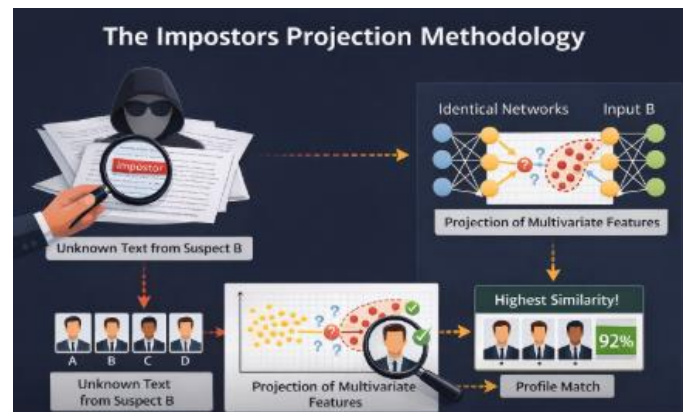 The Impostors Projection Methodology
Impostor
Unknown Text from Suspect B
Identical Networks Input B
?
?
?
Projection of Multivariate Features
A B C D
Unknown Text
from Suspect B
?
?
?
?
Projection of Multivariate
Features
Highest Similarity!
92%
Profile Match